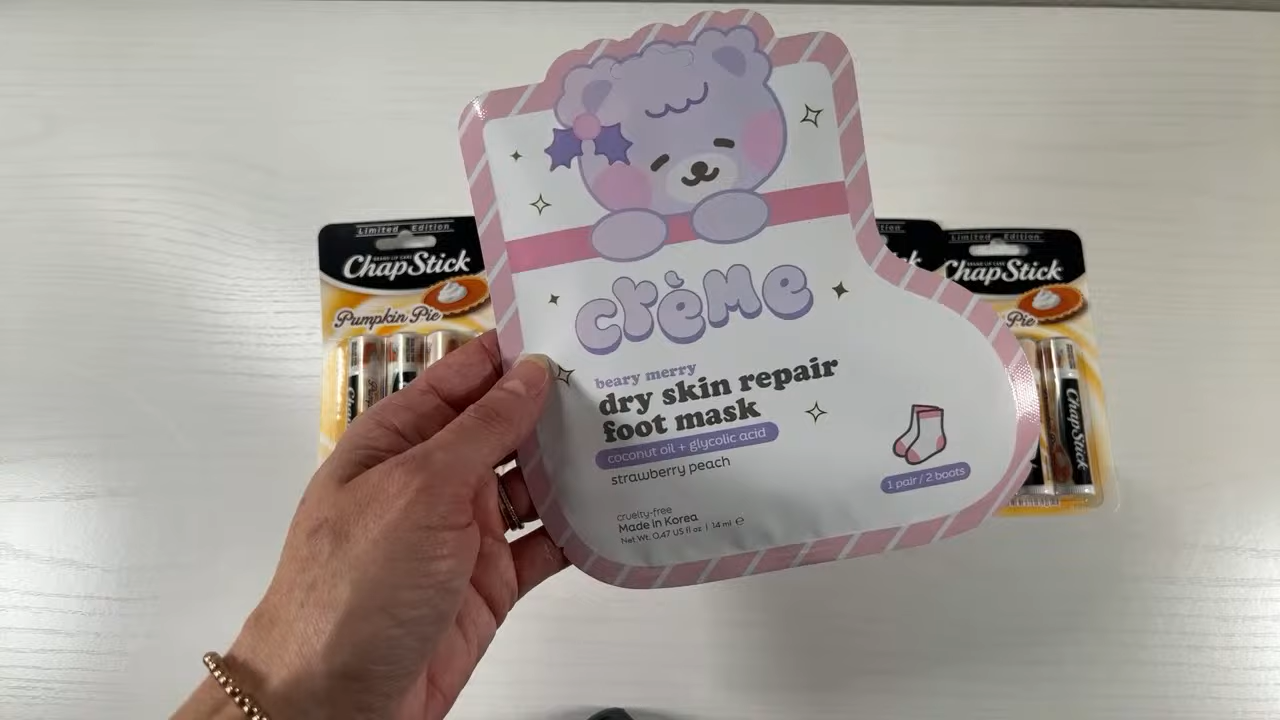 Limited Edition
ChapStick
Pumpkin Pie
crème
beary merry
dry skin repair
foot mask
coconut oil + glycolic acid
strawberry peach
1 pair / 2 boots
cruelty-free
Made in Korea
Net Wt. 0.47 US fl oz | 14 ml ℮
Limited Edition
ChapStick
Pie
ChapStick